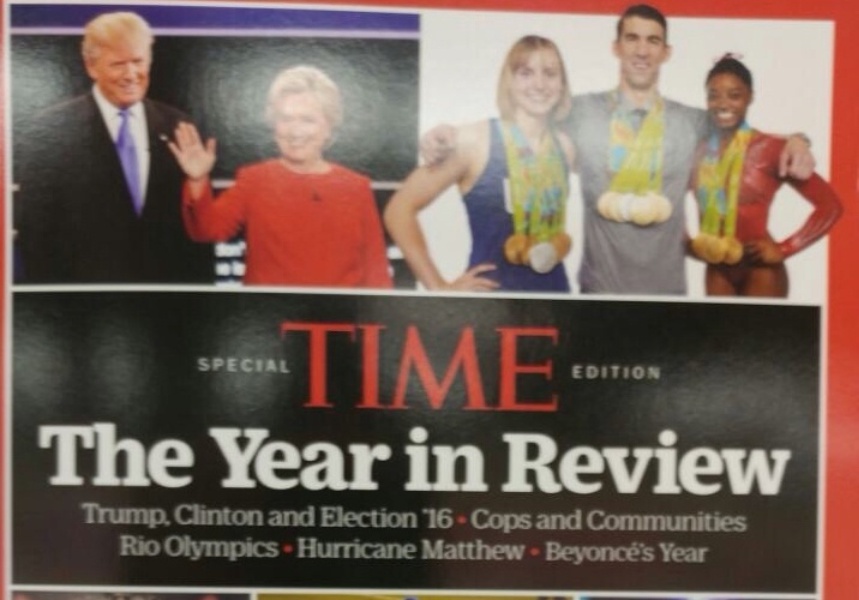 SPECIAL TIME EDITION
The Year in Review
Trump, Clinton and Election '16 • Cops and Communities
Rio Olympics • Hurricane Matthew • Beyoncé's Year